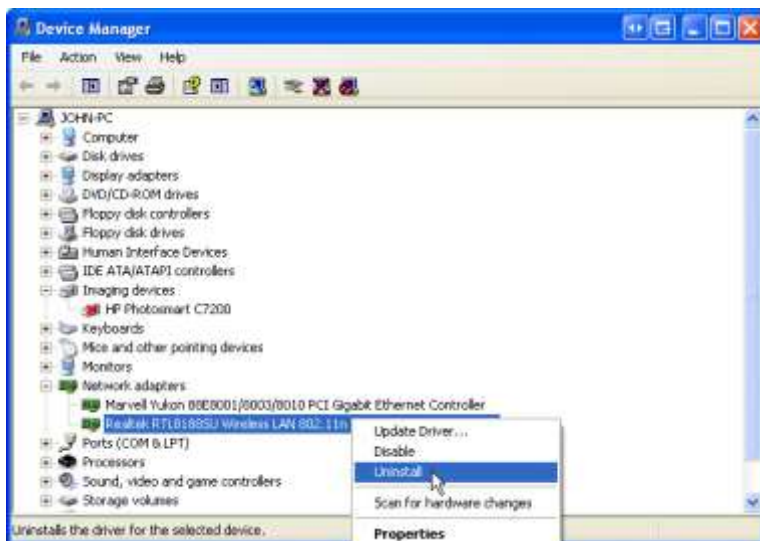 Device Manager
File Action View Help
JOHN-PC
Computer
Disk drives
Display adapters
DVD/CD-ROM drives
Floppy disk controllers
Floppy disk drives
Human Interface Devices
IDE ATA/ATAPI controllers
Imaging devices
HP Photosmart C7200
Keyboards
Mice and other pointing devices
Monitors
Network adapters
Marvell Yukon 88E8001/8003/8010 PCI Gigabit Ethernet Controller
Realtek RTL8188SU Wireless LAN 802.11n
Update Driver...
Ports (COM & LPT)
Disable
Processors
Uninstall
Sound, video and game controllers
Storage volumes
Scan for hardware changes
Uninstalls the driver for the selected device.
Properties